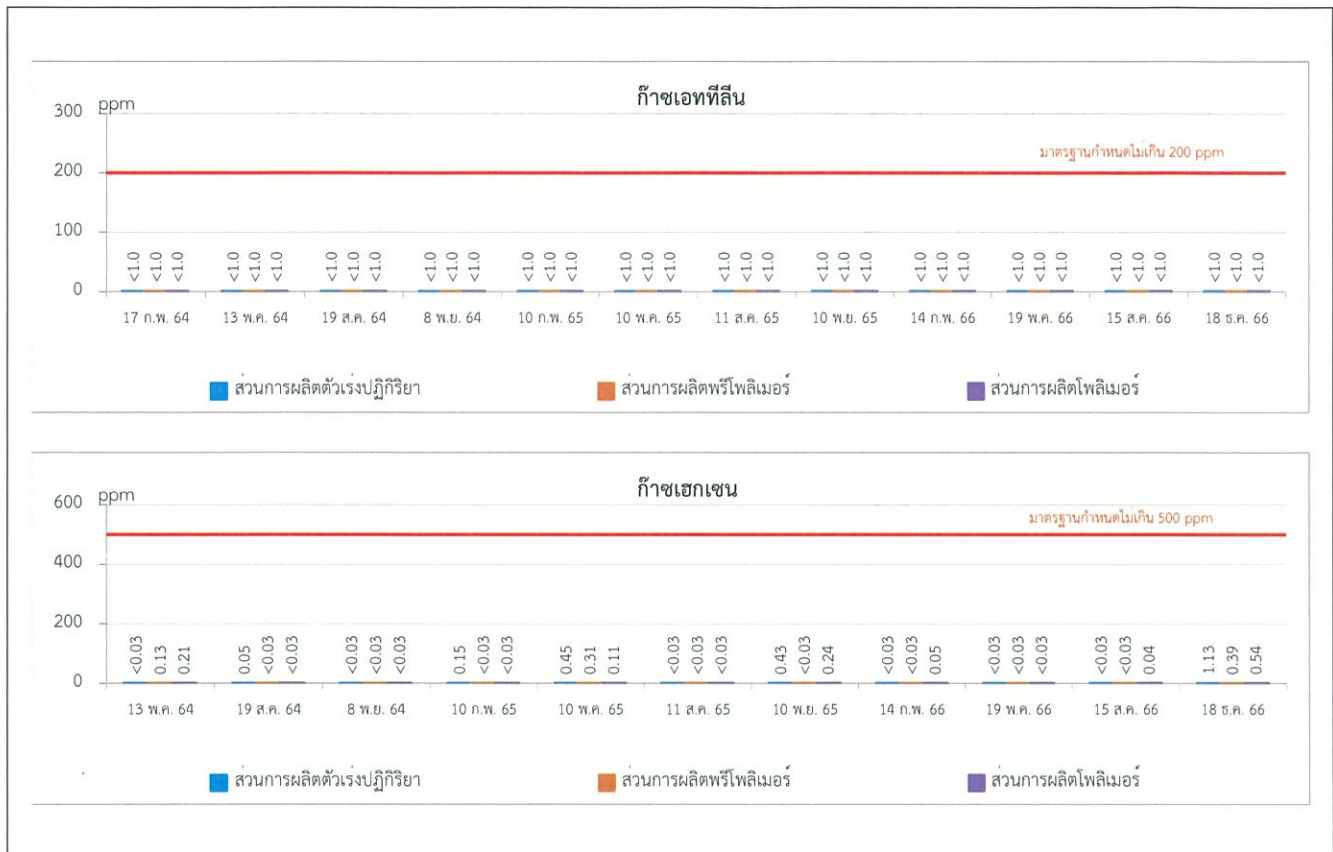 ก๊าซเอททีลีน
ppm
300
มาตรฐานกำหนดไม่เกิน 200 ppm
200
100
<1.0 <1.0 <1.0 <1.0 <1.0 <1.0 <1.0 <1.0 <1.0 <1.0 <1.0 <1.0 <1.0 <1.0 <1.0 <1.0 <1.0 <1.0 <1.0 <1.0 <1.0 <1.0 <1.0 <1.0 <1.0 <1.0 <1.0 <1.0 <1.0 <1.0 <1.0 <1.0 <1.0 <1.0 <1.0 <1.0
0
17 ก.พ. 64 13 พ.ค. 64 19 ส.ค. 64 8 พ.ย. 64 10 ก.พ. 65 10 พ.ค. 65 11 ส.ค. 65 10 พ.ย. 65 14 ก.พ. 66 19 พ.ค. 66 15 ส.ค. 66 18 ธ.ค. 66
ส่วนการผลิตตัวเร่งปฏิกิริยา ส่วนการผลิตพรีโพลิเมอร์ ส่วนการผลิตโพลิเมอร์
ก๊าซเฮกเซน
ppm
600
มาตรฐานกำหนดไม่เกิน 500 ppm
400
200
<0.03 0.13 0.21 0.05 <0.03 <0.03 <0.03 <0.03 <0.03 0.15 <0.03 <0.03 0.45 0.31 0.11 <0.03 <0.03 <0.03 0.43 <0.03 0.24 <0.03 <0.03 0.05 <0.03 <0.03 <0.03 <0.03 <0.03 0.04 1.13 0.39 0.54
0
13 พ.ค. 64 19 ส.ค. 64 8 พ.ย. 64 10 ก.พ. 65 10 พ.ค. 65 11 ส.ค. 65 10 พ.ย. 65 14 ก.พ. 66 19 พ.ค. 66 15 ส.ค. 66 18 ธ.ค. 66
ส่วนการผลิตตัวเร่งปฏิกิริยา ส่วนการผลิตพรีโพลิเมอร์ ส่วนการผลิตโพลิเมอร์